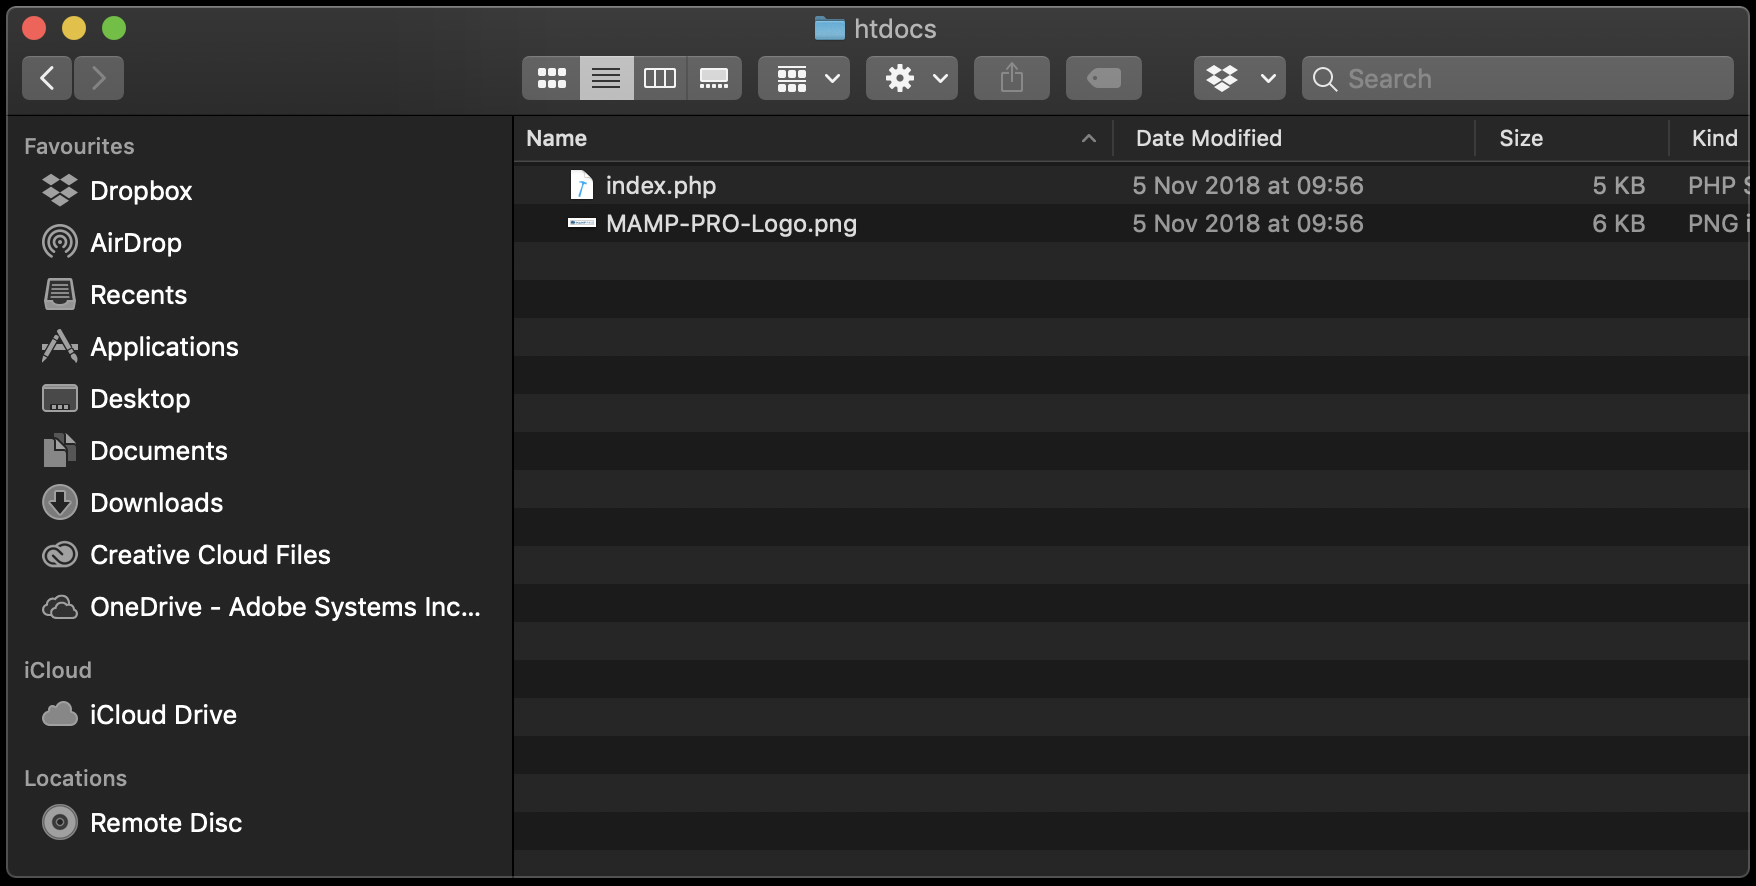 htdocs
Search
Favourites
Dropbox
AirDrop
Recents
Applications
Desktop
Documents
Downloads
Creative Cloud Files
OneDrive - Adobe Systems Inc...
iCloud
iCloud Drive
Locations
Remote Disc
Name Date Modified Size Kind
index.php 5 Nov 2018 at 09:56 5 KB PHP
MAMP-PRO-Logo.png 5 Nov 2018 at 09:56 6 KB PNG